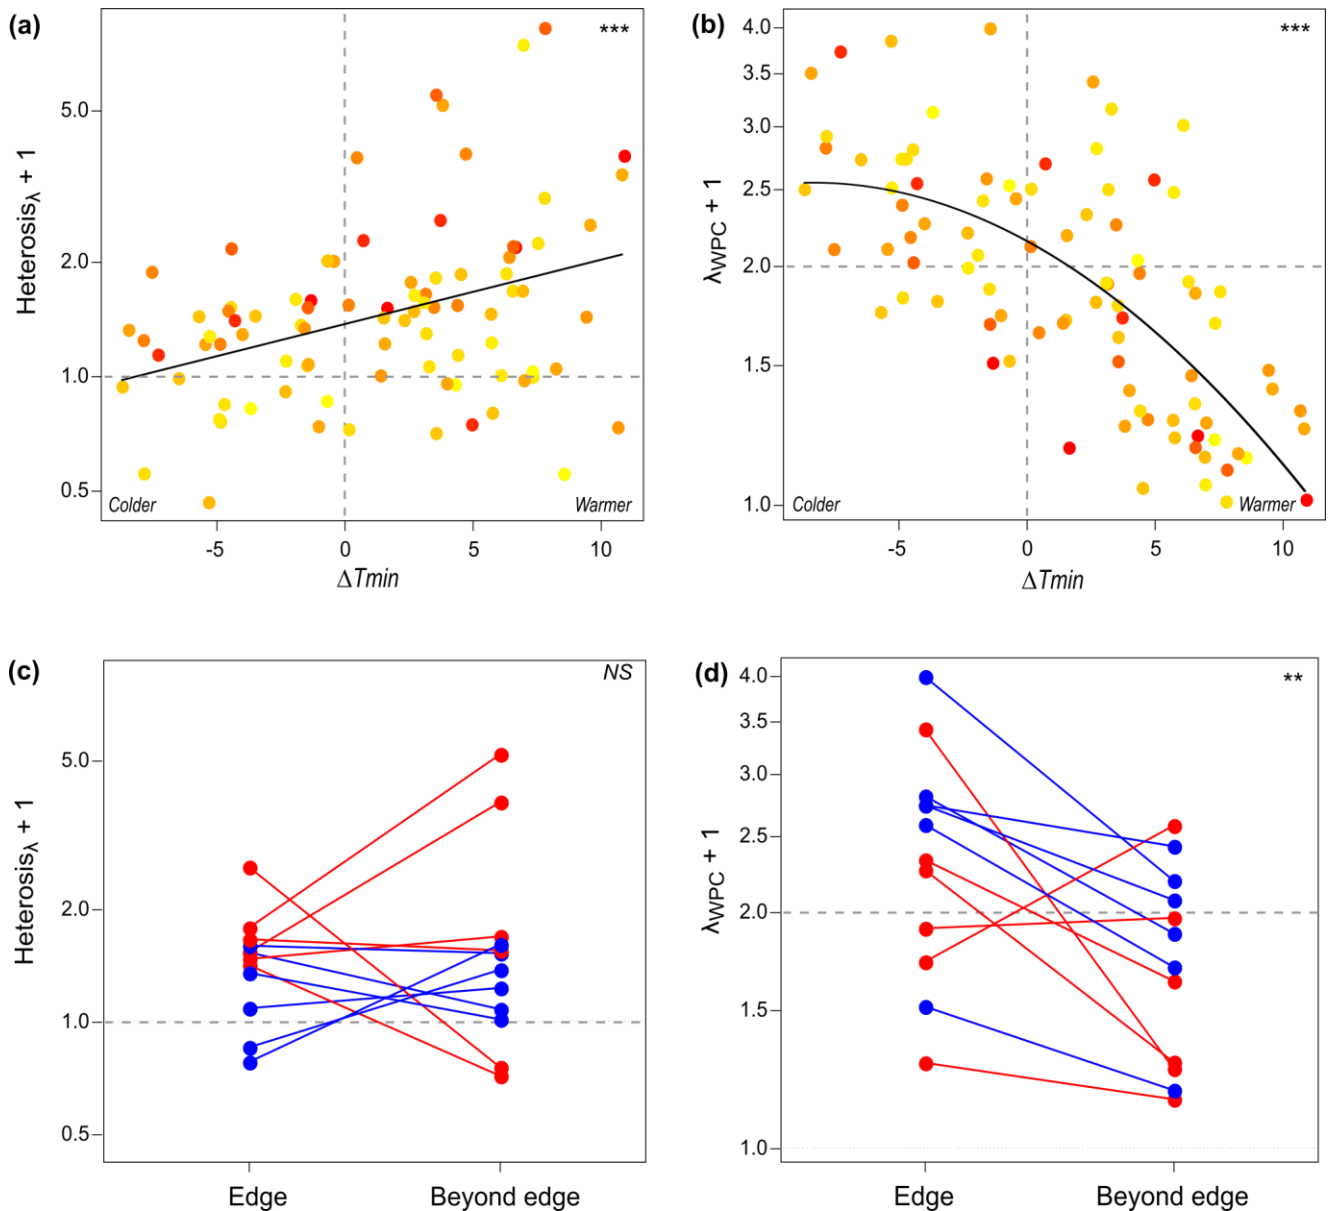 (a)
***
Heterosisλ + 1
5.0
2.0
1.0
0.5
Colder
Warmer
-5 0 5 10
ΔTmin
(b)
***
λWPC + 1
4.0
3.5
3.0
2.5
2.0
1.5
1.0
Colder
Warmer
-5 0 5 10
ΔTmin
(c)
NS
Heterosisλ + 1
5.0
2.0
1.0
0.5
Edge Beyond edge
(d)
**
λWPC + 1
4.0
3.5
3.0
2.5
2.0
1.5
1.0
Edge Beyond edge